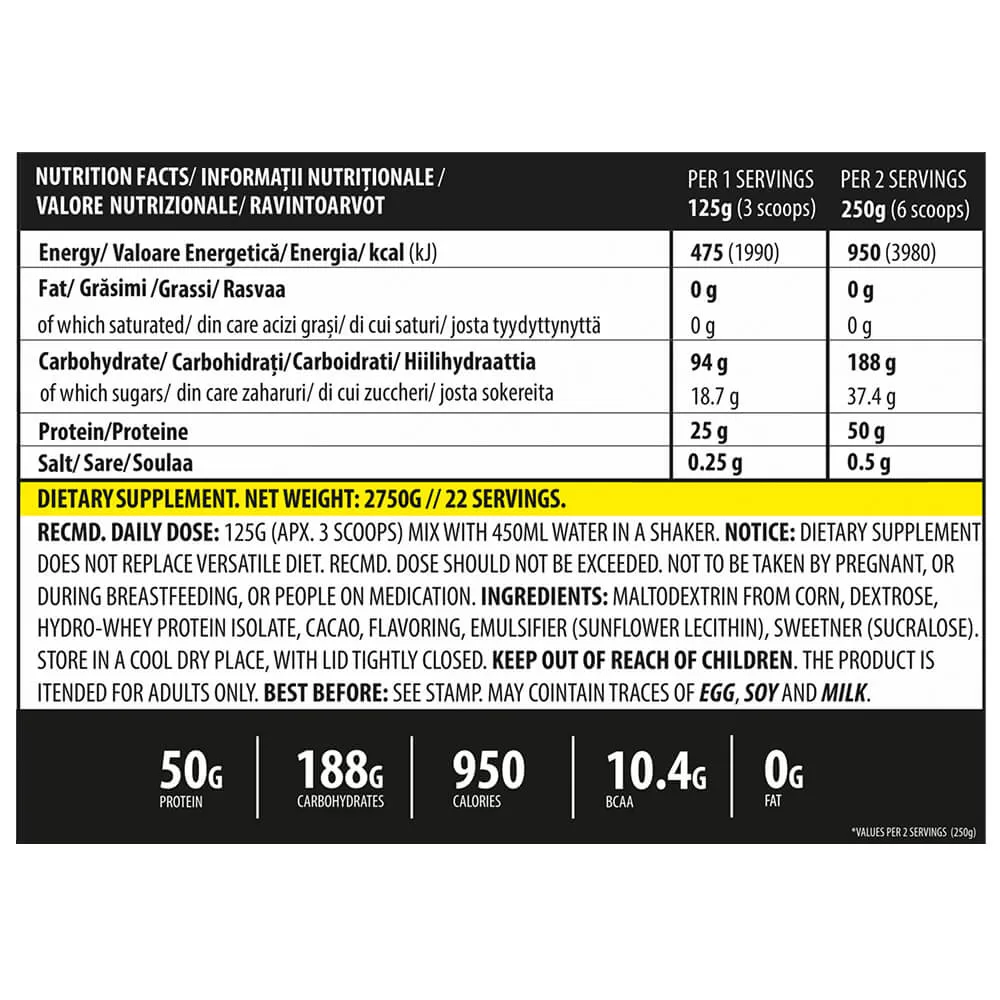 NUTRITION FACTS/ INFORMAȚII NUTRIȚIONALE /
VALORE NUTRIZIONALE/ RAVINTOARVOT
PER 1 SERVINGS
125g (3 scoops)
PER 2 SERVINGS
250g (6 scoops)
Energy/ Valoare Energetică/ Energia/ kcal (kJ) 475 (1990) 950 (3980)
Fat/ Grăsimi /Grassi/ Rasvaa 0 g 0 g
of which saturated/ din care acizi grași/ di cui saturi/ josta tyydyttynyttä 0 g 0 g
Carbohydrate/ Carbohidrați/Carboidrati/ Hiilihydraattia 94 g 188 g
of which sugars/ din care zaharuri/ di cui zuccheri/ josta sokereita 18.7 g 37.4 g
Protein/Proteine 25 g 50 g
Salt/ Sare/Soulaa 0.25 g 0.5 g
DIETARY SUPPLEMENT. NET WEIGHT: 2750G // 22 SERVINGS.
RECMD. DAILY DOSE: 125G (APX. 3 SCOOPS) MIX WITH 450ML WATER IN A SHAKER. NOTICE: DIETARY SUPPLEMENT
DOES NOT REPLACE VERSATILE DIET. RECMD. DOSE SHOULD NOT BE EXCEEDED. NOT TO BE TAKEN BY PREGNANT, OR
DURING BREASTFEEDING, OR PEOPLE ON MEDICATION. INGREDIENTS: MALTODEXTRIN FROM CORN, DEXTROSE,
HYDRO-WHEY PROTEIN ISOLATE, CACAO, FLAVORING, EMULSIFIER (SUNFLOWER LECITHIN), SWEETNER (SUCRALOSE).
STORE IN A COOL DRY PLACE, WITH LID TIGHTLY CLOSED. KEEP OUT OF REACH OF CHILDREN. THE PRODUCT IS
ITENDED FOR ADULTS ONLY. BEST BEFORE: SEE STAMP. MAY COINTAIN TRACES OF EGG, SOY AND MILK.
50G 188G 950 10.4G 0G
PROTEIN CARBOHYDRATES CALORIES BCAA FAT
*VALUES PER 2 SERVINGS (250g)